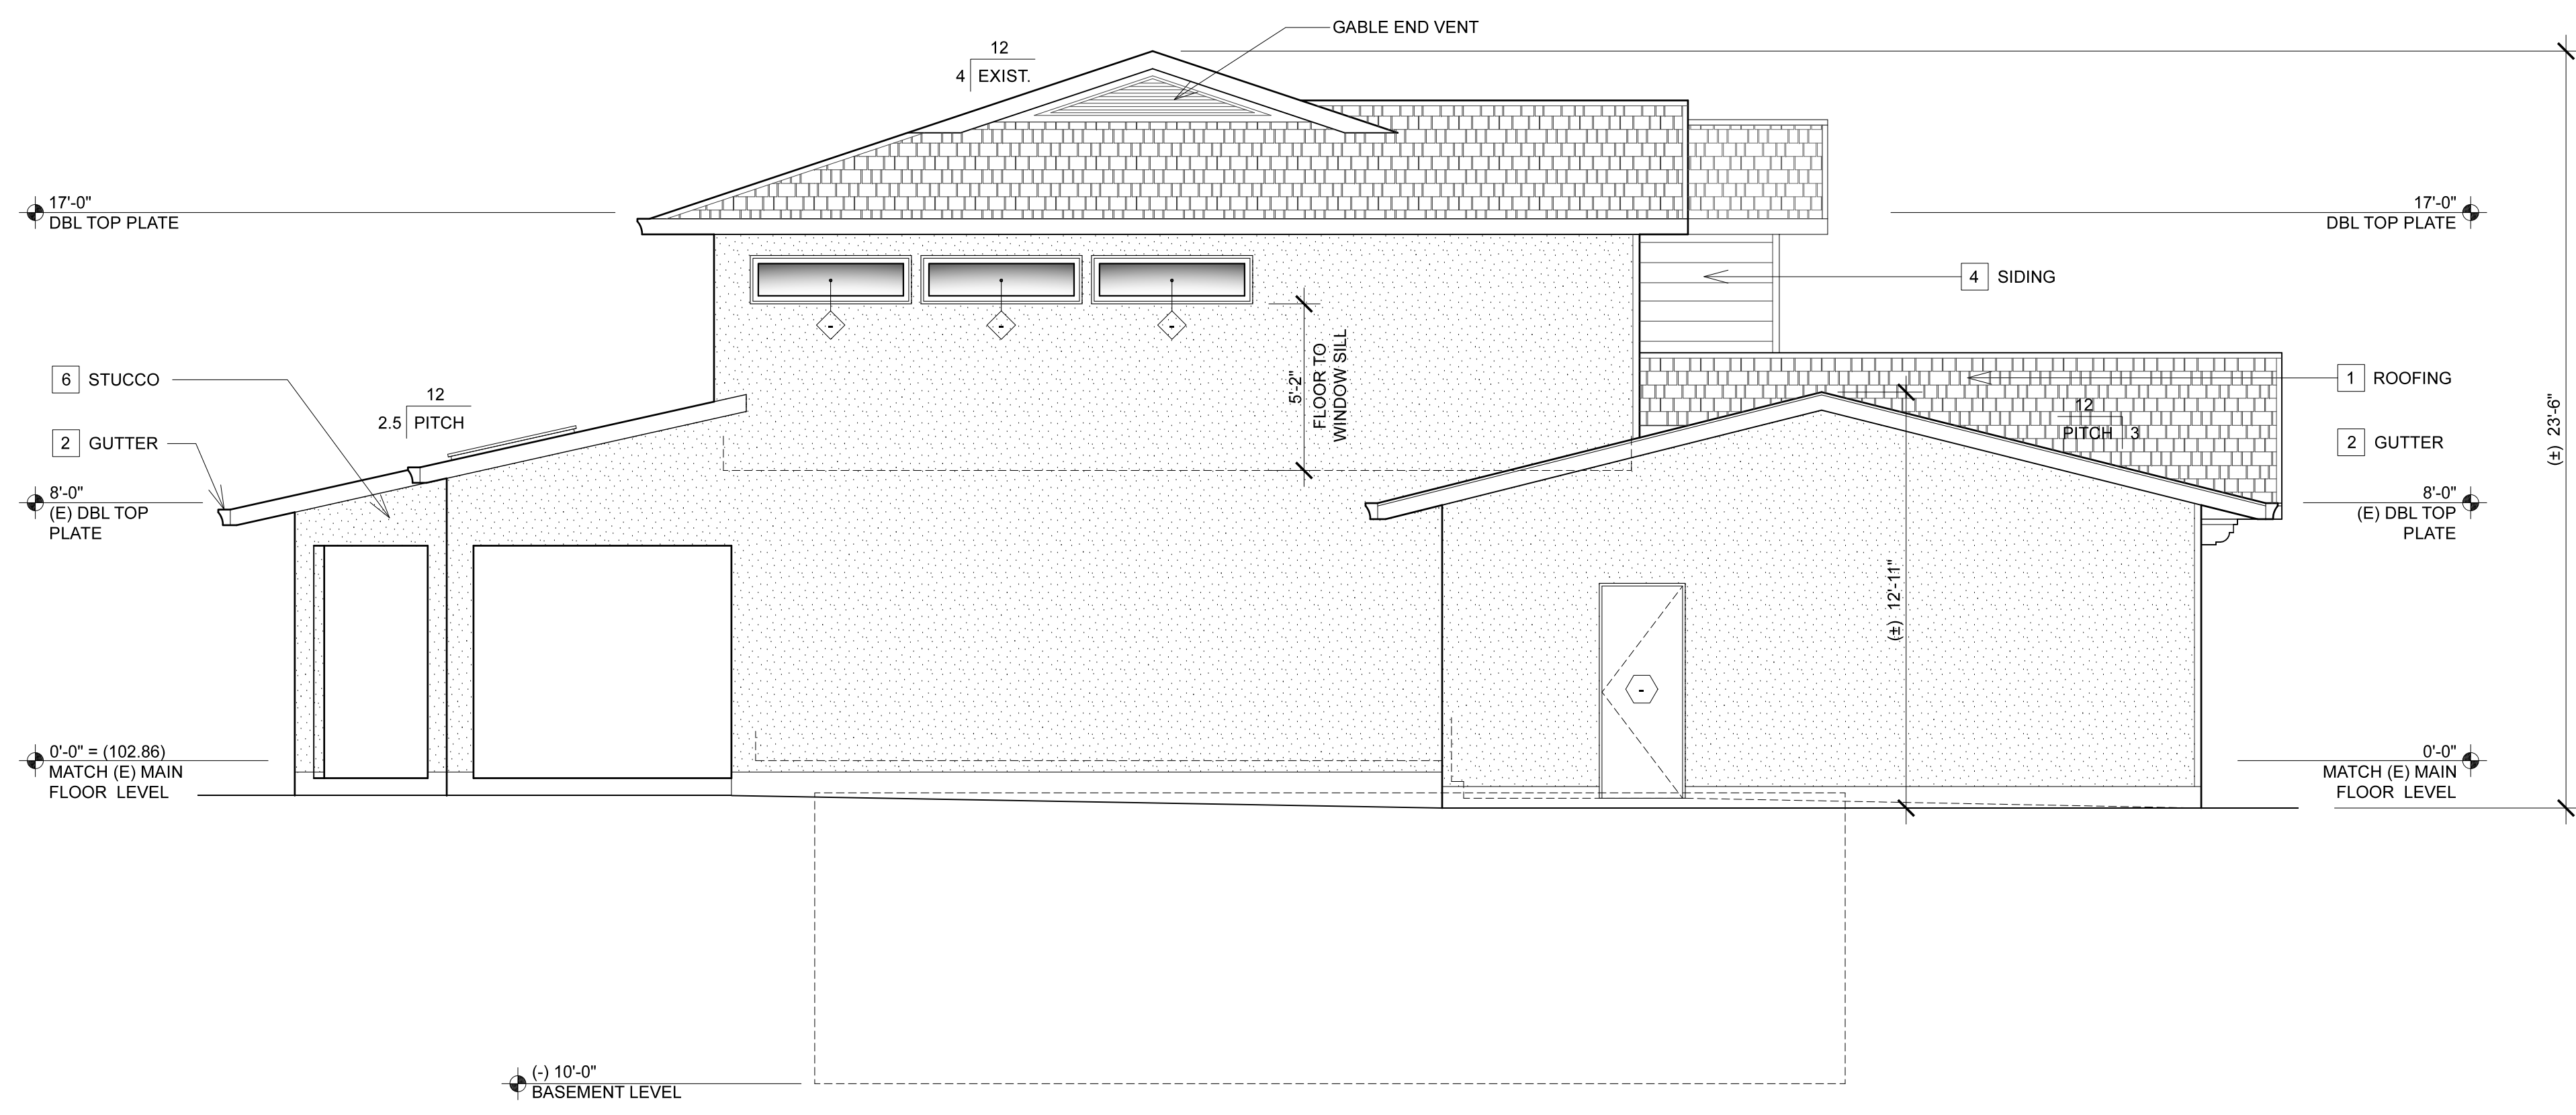 GABLE END VENT
12
4 EXIST.
17'-0"
DBL TOP PLATE
17'-0"
DBL TOP PLATE
4 SIDING
6 STUCCO
12
2.5 PITCH
5'-2"
FLOOR TO
WINDOW SILL
1 ROOFING
12
PITCH 3
2 GUTTER
2 GUTTER
(±) 23'-6"
8'-0"
(E) DBL TOP
PLATE
8'-0"
(E) DBL TOP
PLATE
(±) 12'-11"
-
-
-
-
0'-0" = (102.86)
MATCH (E) MAIN
FLOOR LEVEL
0'-0"
MATCH (E) MAIN
FLOOR LEVEL
(-) 10'-0"
BASEMENT LEVEL